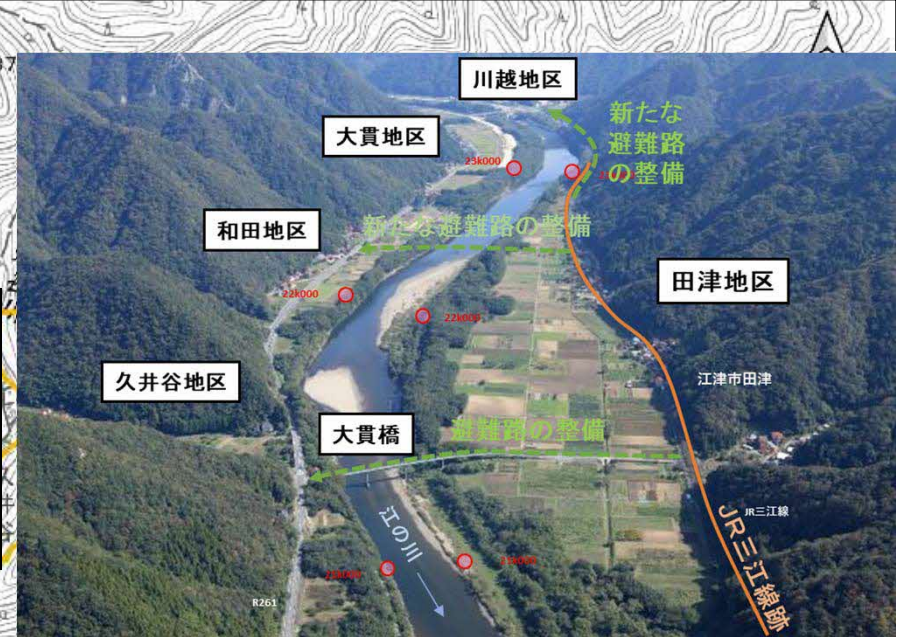 川越地区
新たな
避難路
の整備
大貫地区
23k000
和田地区
新たな避難路の整備
田津地区
22k000
22k000
江津市田津
久井谷地区
大貫橋
避難路の整備
JR三江線
JR三江線跡
江の川
R261